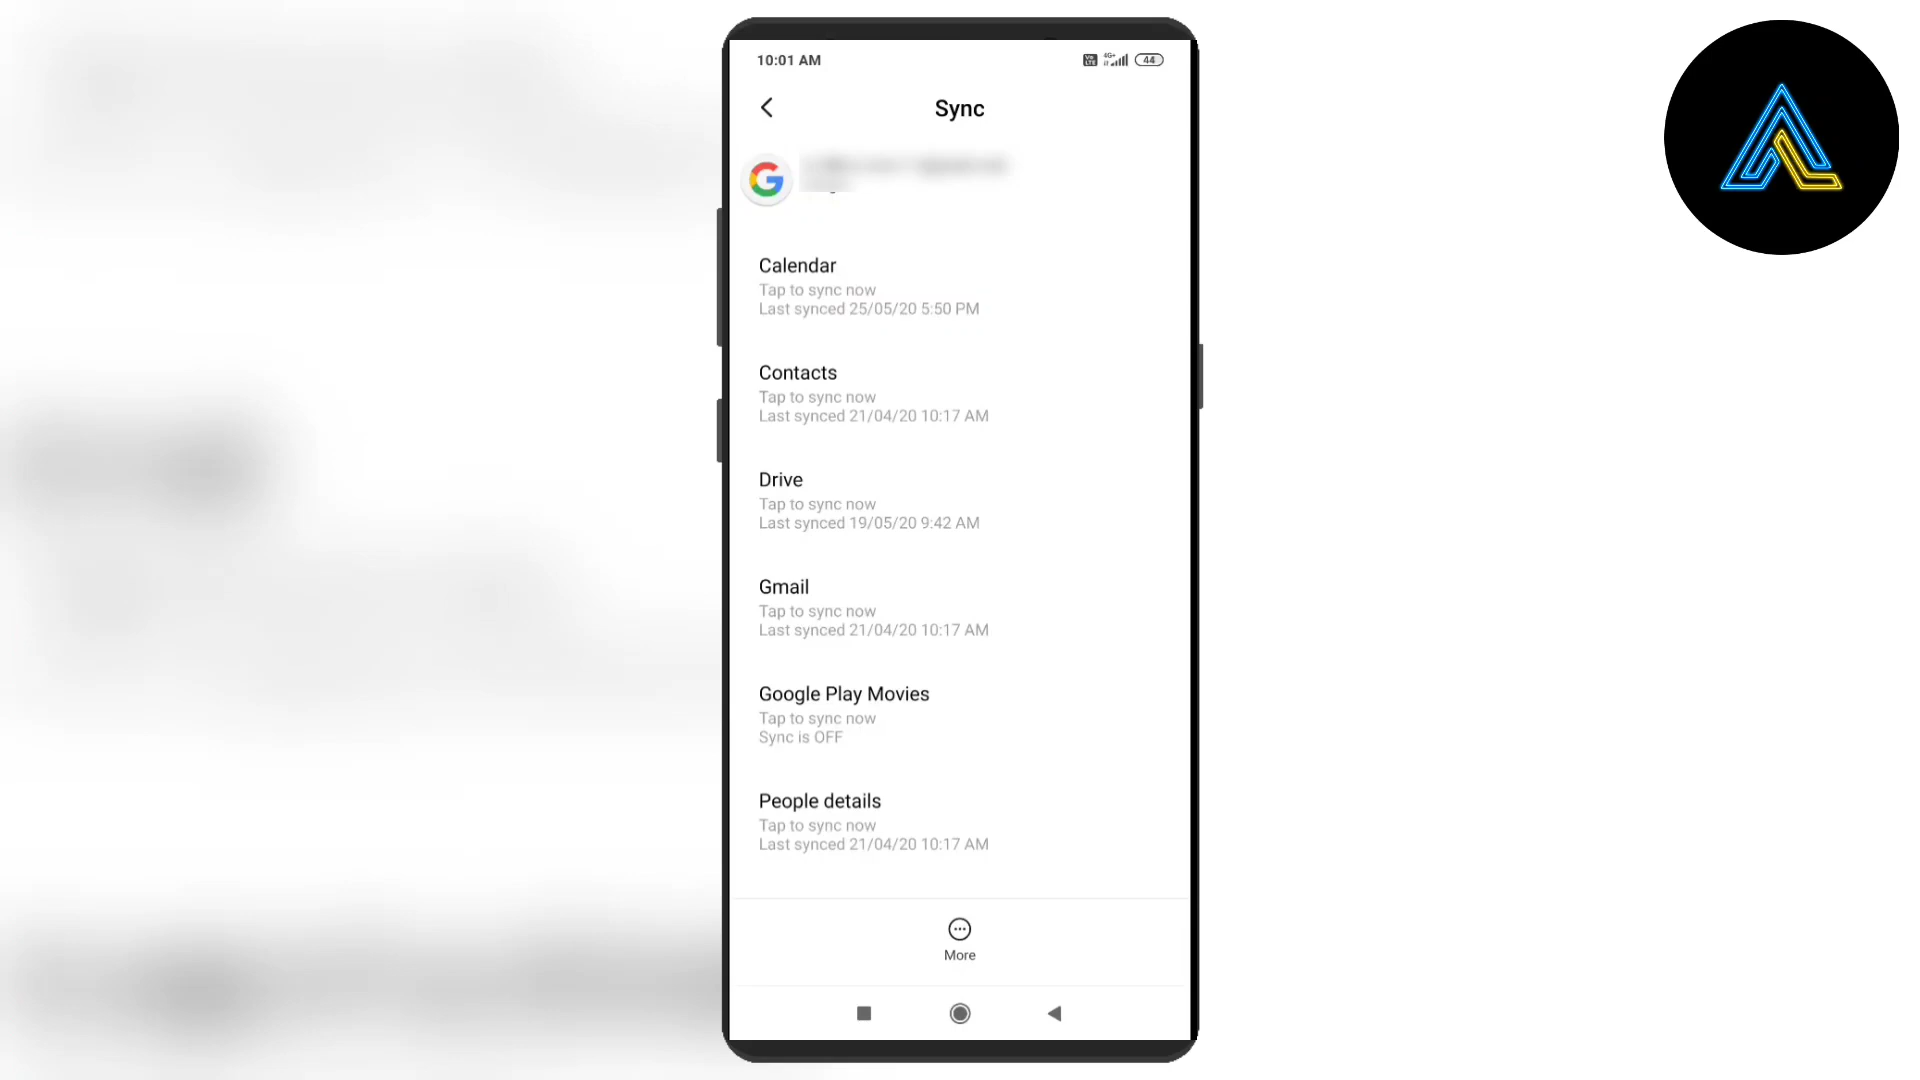 10:01 AM
Vo LTE 4G+ 44
Sync
Calendar
Tap to sync now
Last synced 25/05/20 5:50 PM
Contacts
Tap to sync now
Last synced 21/04/20 10:17 AM
Drive
Tap to sync now
Last synced 19/05/20 9:42 AM
Gmail
Tap to sync now
Last synced 21/04/20 10:17 AM
Google Play Movies
Tap to sync now
Sync is OFF
People details
Tap to sync now
Last synced 21/04/20 10:17 AM
More